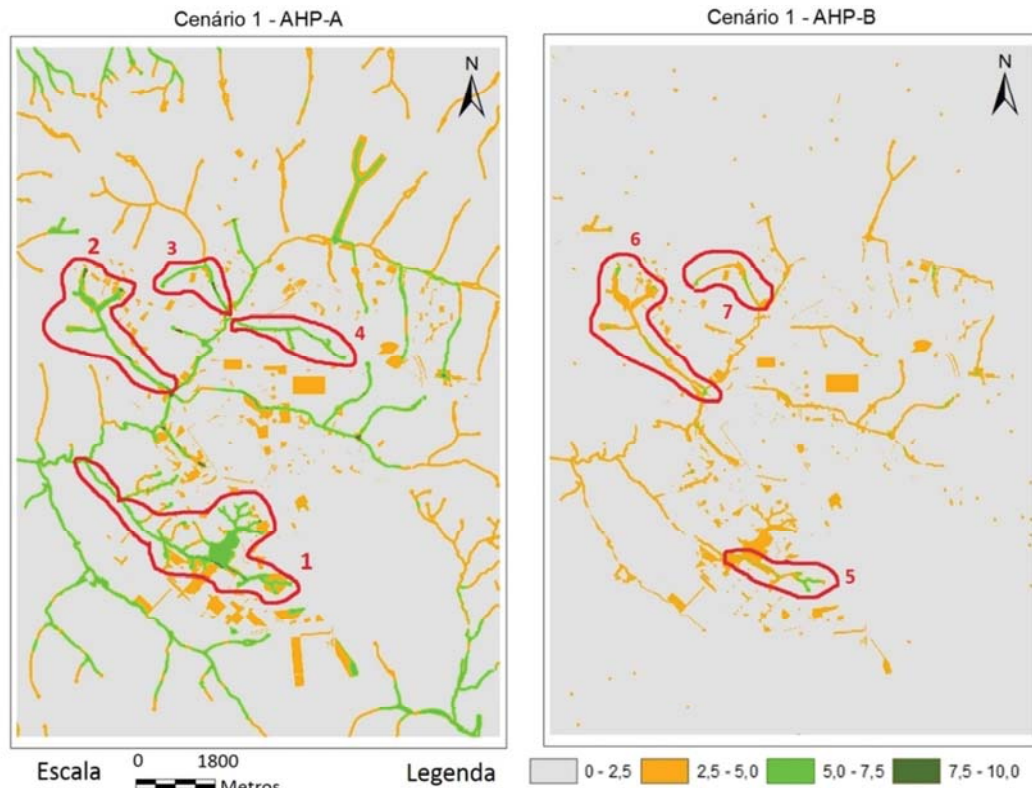 Cenário 1 - AHP-A
Cenário 1 - AHP-B
N
N
2
3
4
1
6
7
5
Escala
0 1800
Metros
Legenda
0 - 2,5
2,5 - 5,0
5,0 - 7,5
7,5 - 10,0